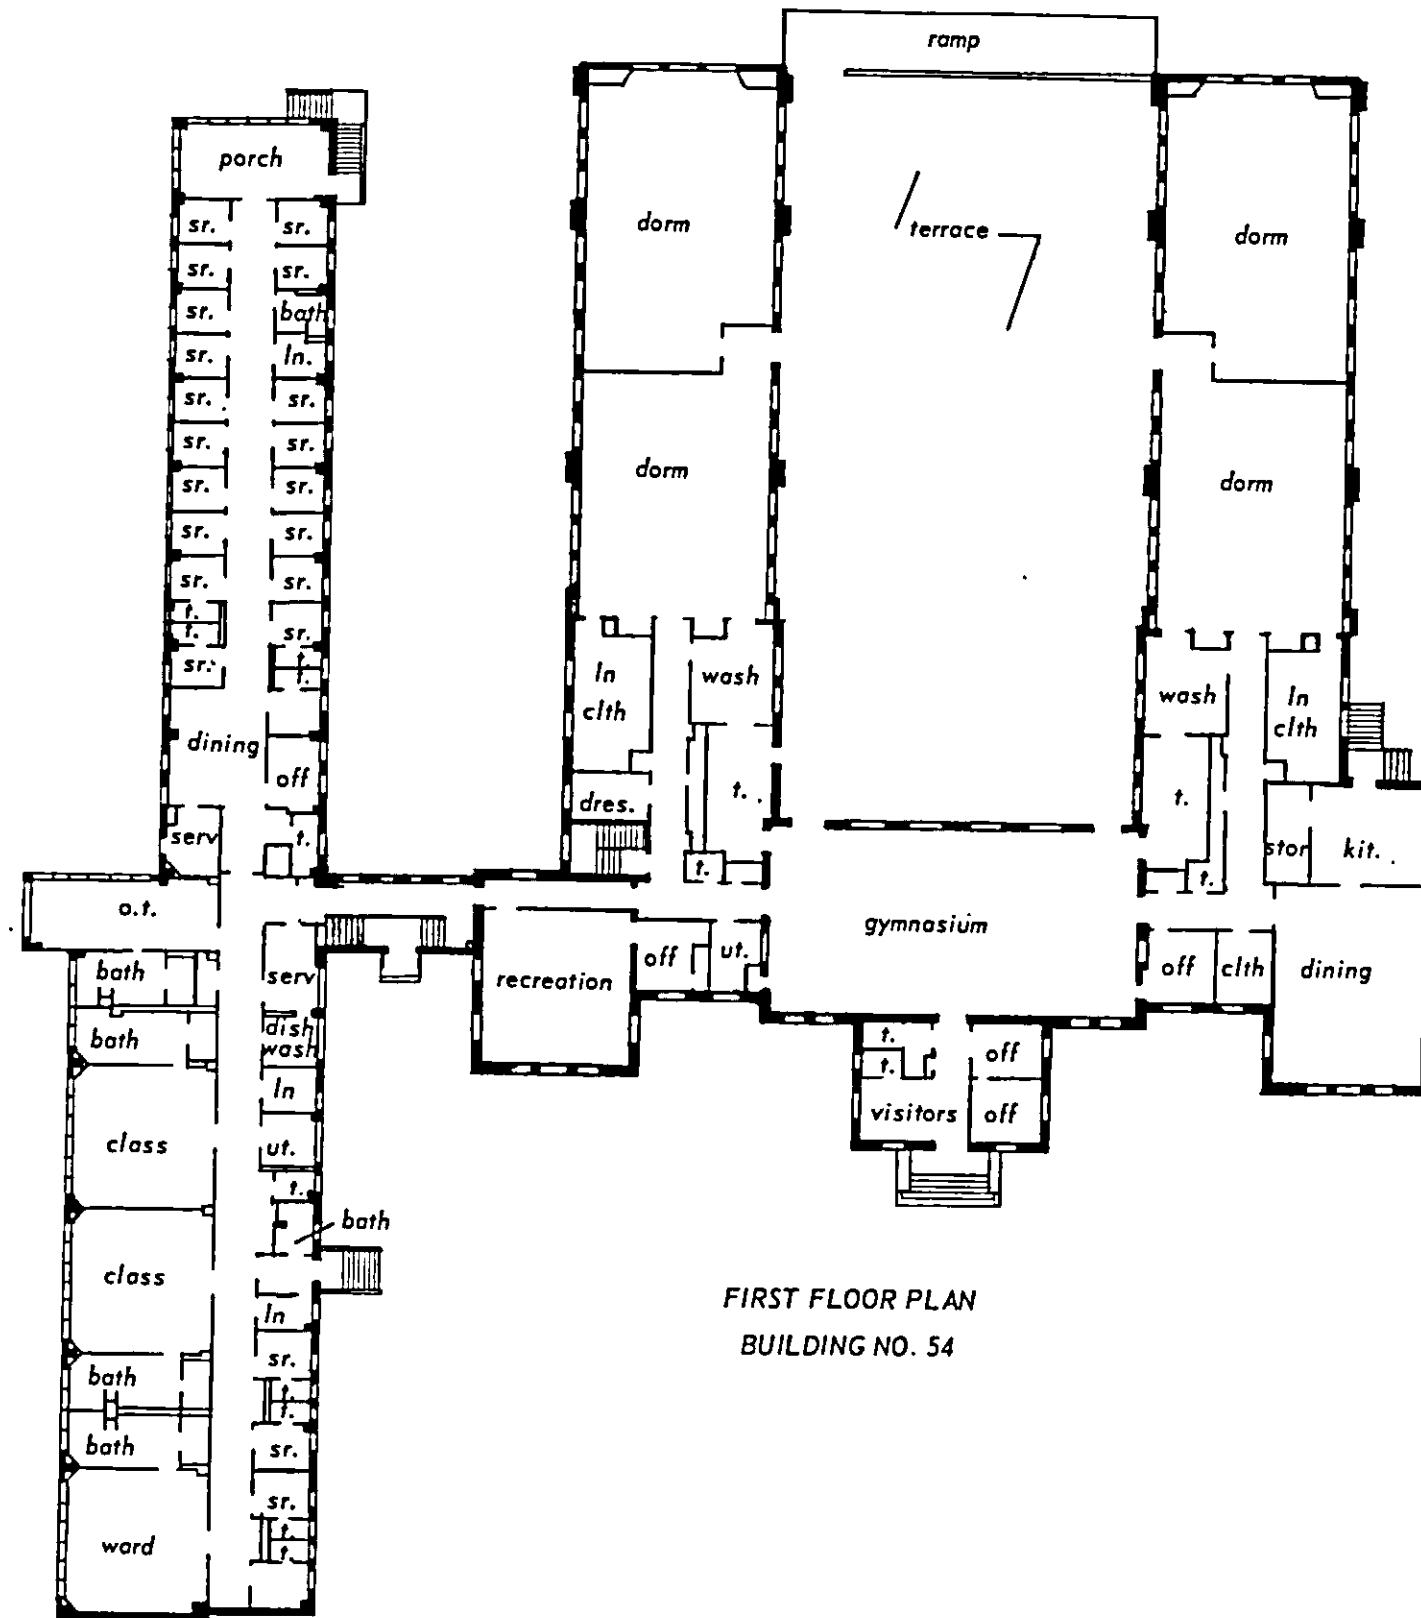 ramp
porch
sr. sr.
dorm terrace dorm
sr. sr.
sr. bath
sr. ln.
sr. sr.
sr. sr.
dorm dorm
sr. sr.
sr. sr.
sr. sr.
t. sr.
t.
sr. t.
t.
ln wash wash ln
clth clth
dining
off
dres. t. t.
serv t.
stor kit.
t. t.
o.t.
gymnasium
off ut. off clth dining
bath serv recreation
dish
bath wash
t. off
t.
ln
visitors off
class ut.
t.
bath
class
ln
FIRST FLOOR PLAN
BUILDING NO. 54
sr.
bath t.
t.
bath sr.
sr.
t.
ward t.